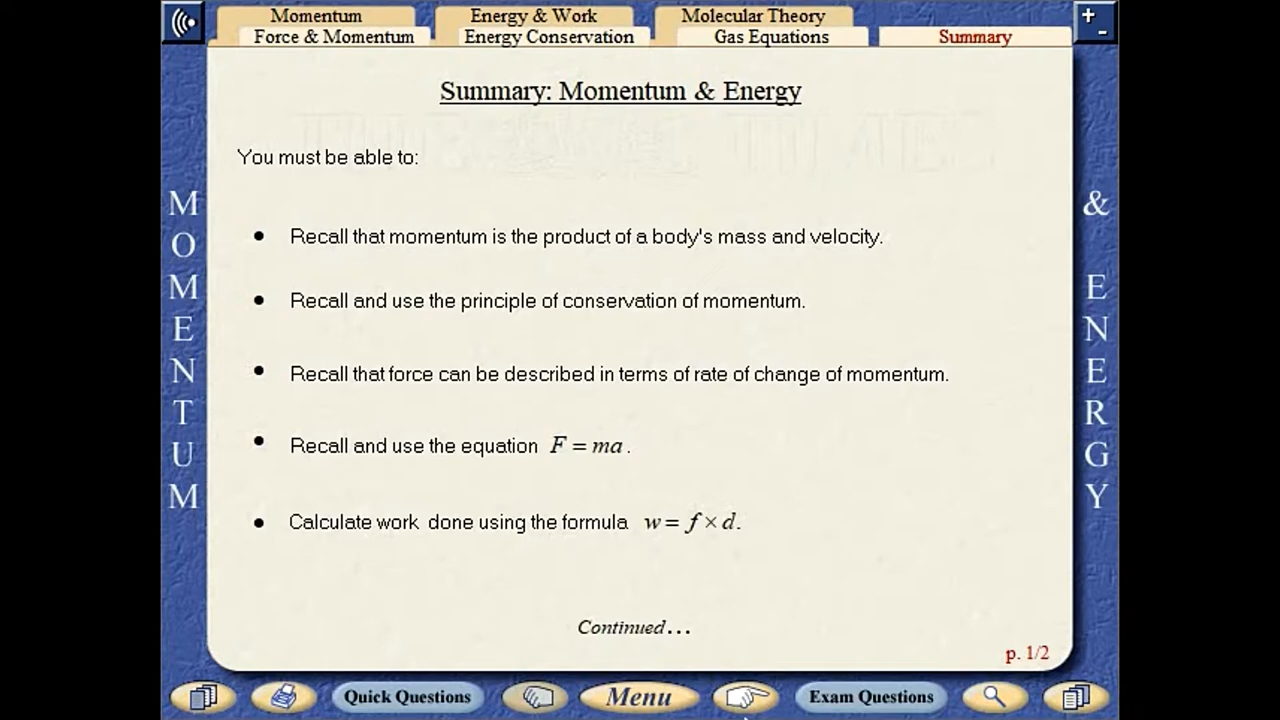 Momentum
Energy & Work
Molecular Theory
Force & Momentum
Energy Conservation
Gas Equations
Summary
Summary: Momentum & Energy
You must be able to:
• Recall that momentum is the product of a body's mass and velocity.
• Recall and use the principle of conservation of momentum.
• Recall that force can be described in terms of rate of change of momentum.
• Recall and use the equation F = ma .
• Calculate work done using the formula w = f × d.
Continued...
p. 1/2
MOMENTUM
& ENERGY
Quick Questions
Menu
Exam Questions